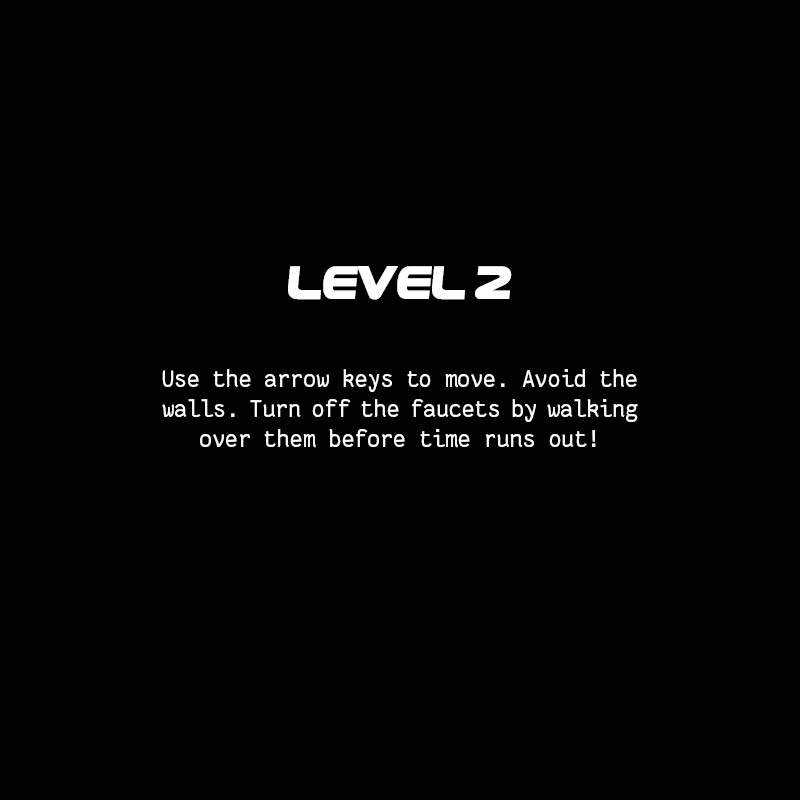 LEVEL 2
Use the arrow keys to move. Avoid the
walls. Turn off the faucets by walking
over them before time runs out!